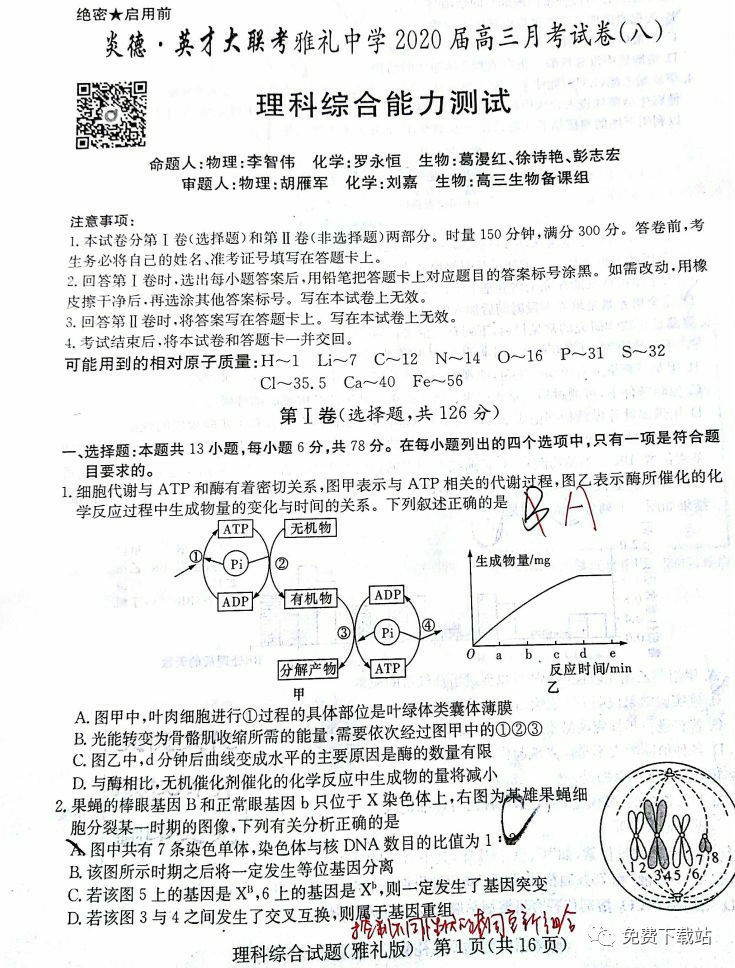 绝密★启用前
炎德·英才大联考雅礼中学2020届高三月考试卷(八)
理科综合能力测试
命题人:物理:李智伟 化学:罗永恒 生物:葛漫红、徐诗艳、彭志宏
审题人:物理:胡雁军 化学:刘嘉 生物:高三生物备课组
注意事项:
1.本试卷分第Ⅰ卷(选择题)和第Ⅱ卷(非选择题)两部分。时量150分钟,满分300分。答卷前,考
生务必将自己的姓名、准考证号填写在答题卡上。
2.回答第Ⅰ卷时,选出每小题答案后,用铅笔把答题卡上对应题目的答案标号涂黑。如需改动,用橡
皮擦干净后,再选涂其他答案标号。写在本试卷上无效。
3.回答第Ⅱ卷时,将答案写在答题卡上。写在本试卷上无效。
4.考试结束后,将本试卷和答题卡一并交回。
可能用到的相对原子质量:H～1 Li～7 C～12 N～14 O～16 P～31 S～32
Cl～35.5 Ca～40 Fe～56
第Ⅰ卷(选择题,共126分)
一、选择题:本题共13小题,每小题6分,共78分。在每小题列出的四个选项中,只有一项是符合题
目要求的。
1.细胞代谢与ATP和酶有着密切关系,图甲表示与ATP相关的代谢过程,图乙表示酶所催化的化
学反应过程中生成物量的变化与时间的关系。下列叙述正确的是 B A
ATP 无机物
① Pi ②
ADP 有机物 ADP
③ Pi ④
分解产物 ATP
甲
生成物量/mg
O a b c d e
反应时间/min
乙
A.图甲中,叶肉细胞进行①过程的具体部位是叶绿体类囊体薄膜
B.光能转变为骨骼肌收缩所需的能量,需要依次经过图甲中的①②③
C.图乙中,d分钟后曲线变成水平的主要原因是酶的数量有限
D.与酶相比,无机催化剂催化的化学反应中生成物的量将减小
2.果蝇的棒眼基因B和正常眼基因b只位于X染色体上,右图为某雄果蝇细
胞分裂某一时期的图像,下列有关分析正确的是
A.图中共有7条染色单体,染色体与核DNA数目的比值为1:2
B.该图所示时期之后将一定发生等位基因分离
C.若该图5上的基因是Xᴮ,6上的基因是Xᵇ,则一定发生了基因突变
D.若该图3与4之间发生了交叉互换,则属于基因重组
1 2 3 4 5 6 7 8
控制不同性状的基因重新组合
理科综合试题(雅礼版) 第1页(共16页)
免费下载站